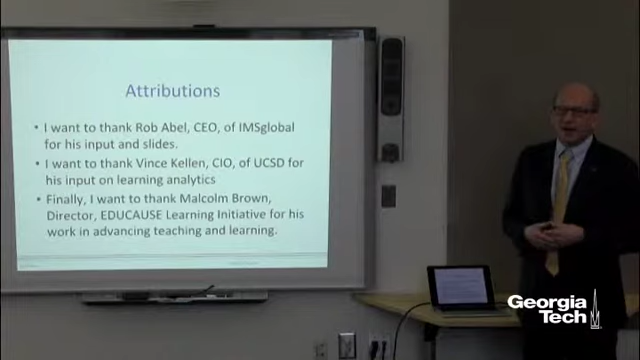 Attributions
• I want to thank Rob Abel, CEO, of IMSglobal
for his input and slides.
• I want to thank Vince Kellen, CIO, of UCSD for
his input on learning analytics
• Finally, I want to thank Malcolm Brown,
Director, EDUCAUSE Learning Initiative for his
work in advancing teaching and learning.
Georgia
Tech